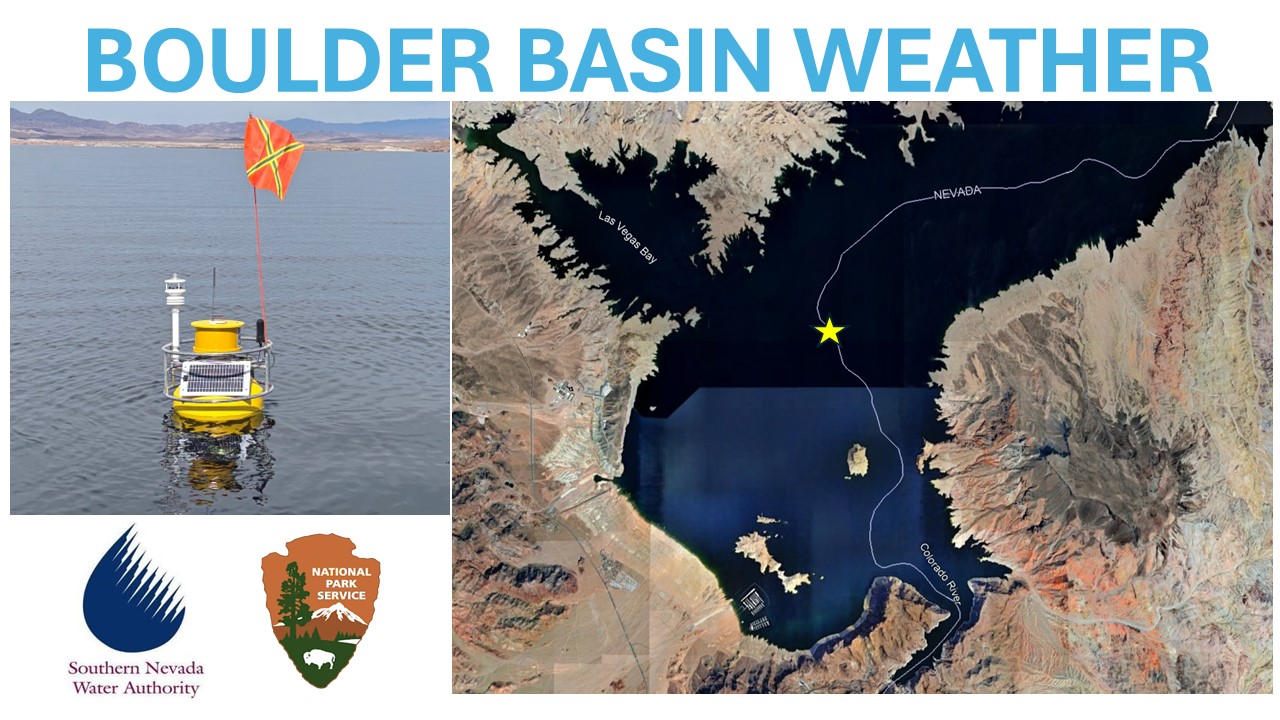 BOULDER BASIN WEATHER
NEVADA
Las Vegas Bay
Colorado River
Southern Nevada
Water Authority
NATIONAL
PARK
SERVICE